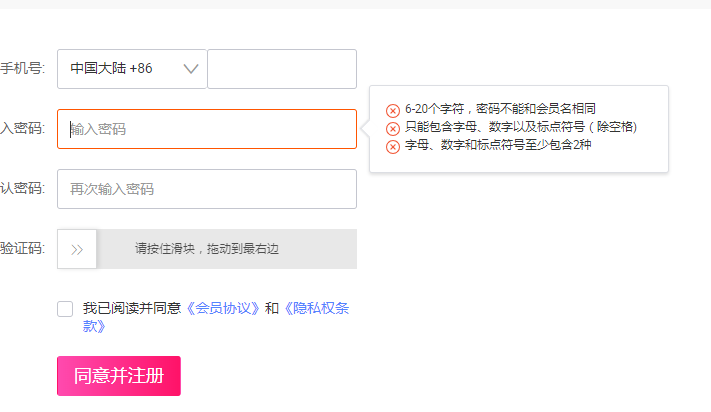 手机号: 中国大陆 +86
6-20个字符，密码不能和会员名相同
入密码: 输入密码
只能包含字母、数字以及标点符号（除空格)
字母、数字和标点符号至少包含2种
认密码: 再次输入密码
验证码: 请按住滑块，拖动到最右边
我已阅读并同意《会员协议》和《隐私权条
款》
同意并注册